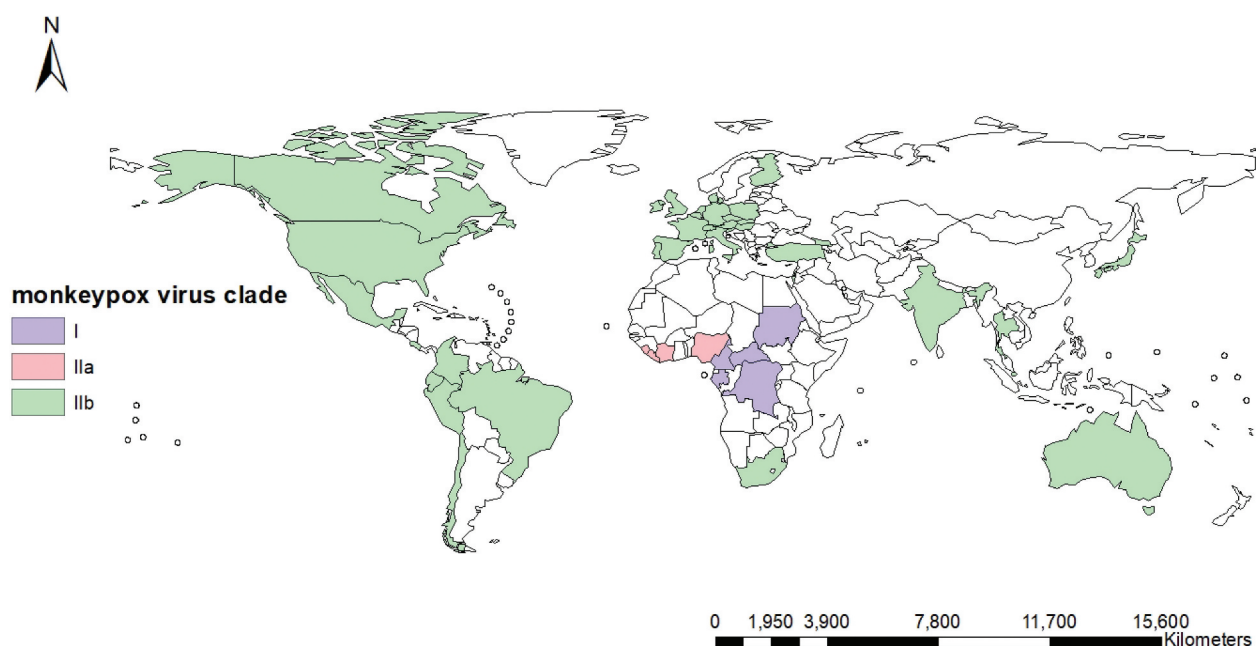 N
monkeypox virus clade
I
IIa
IIb
0 1,950 3,900 7,800 11,700 15,600
Kilometers